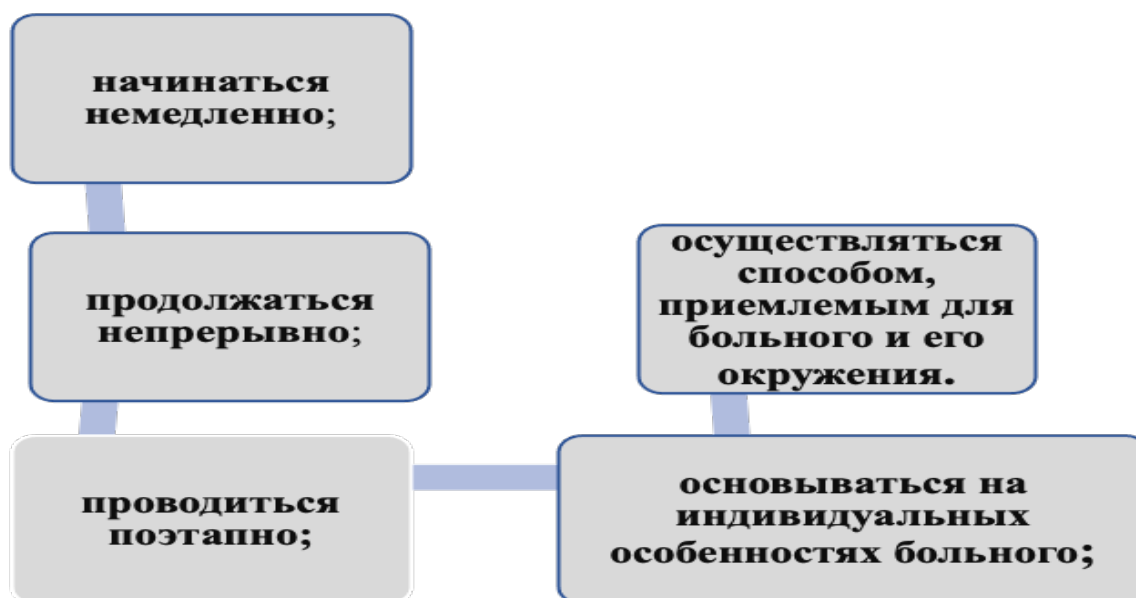 начинаться
немедленно;
продолжаться
непрерывно;
проводиться
поэтапно;
основываться на
индивидуальных
особенностях больного;
осуществляться
способом,
приемлемым для
больного и его
окружения.